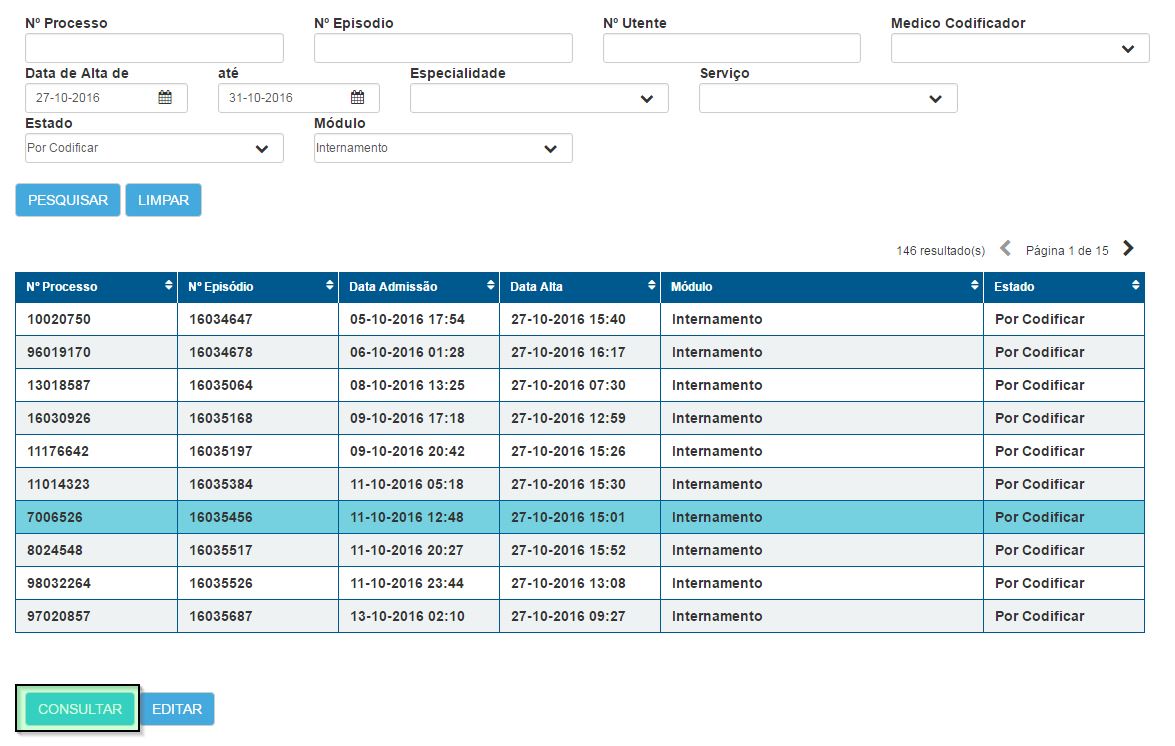 Nº Processo Nº Episodio Nº Utente Medico Codificador
Data de Alta de até Especialidade Serviço
27-10-2016 31-10-2016
Estado Módulo
Por Codificar Internamento
PESQUISAR LIMPAR
146 resultado(s) Página 1 de 15
Nº Processo Nº Episódio Data Admissão Data Alta Módulo Estado
10020750 16034647 05-10-2016 17:54 27-10-2016 15:40 Internamento Por Codificar
96019170 16034678 06-10-2016 01:28 27-10-2016 16:17 Internamento Por Codificar
13018587 16035064 08-10-2016 13:25 27-10-2016 07:30 Internamento Por Codificar
16030926 16035168 09-10-2016 17:18 27-10-2016 12:59 Internamento Por Codificar
11176642 16035197 09-10-2016 20:42 27-10-2016 15:26 Internamento Por Codificar
11014323 16035384 11-10-2016 05:18 27-10-2016 15:30 Internamento Por Codificar
7006526 16035456 11-10-2016 12:48 27-10-2016 15:01 Internamento Por Codificar
8024548 16035517 11-10-2016 20:27 27-10-2016 15:52 Internamento Por Codificar
98032264 16035526 11-10-2016 23:44 27-10-2016 13:08 Internamento Por Codificar
97020857 16035687 13-10-2016 02:10 27-10-2016 09:27 Internamento Por Codificar
CONSULTAR EDITAR